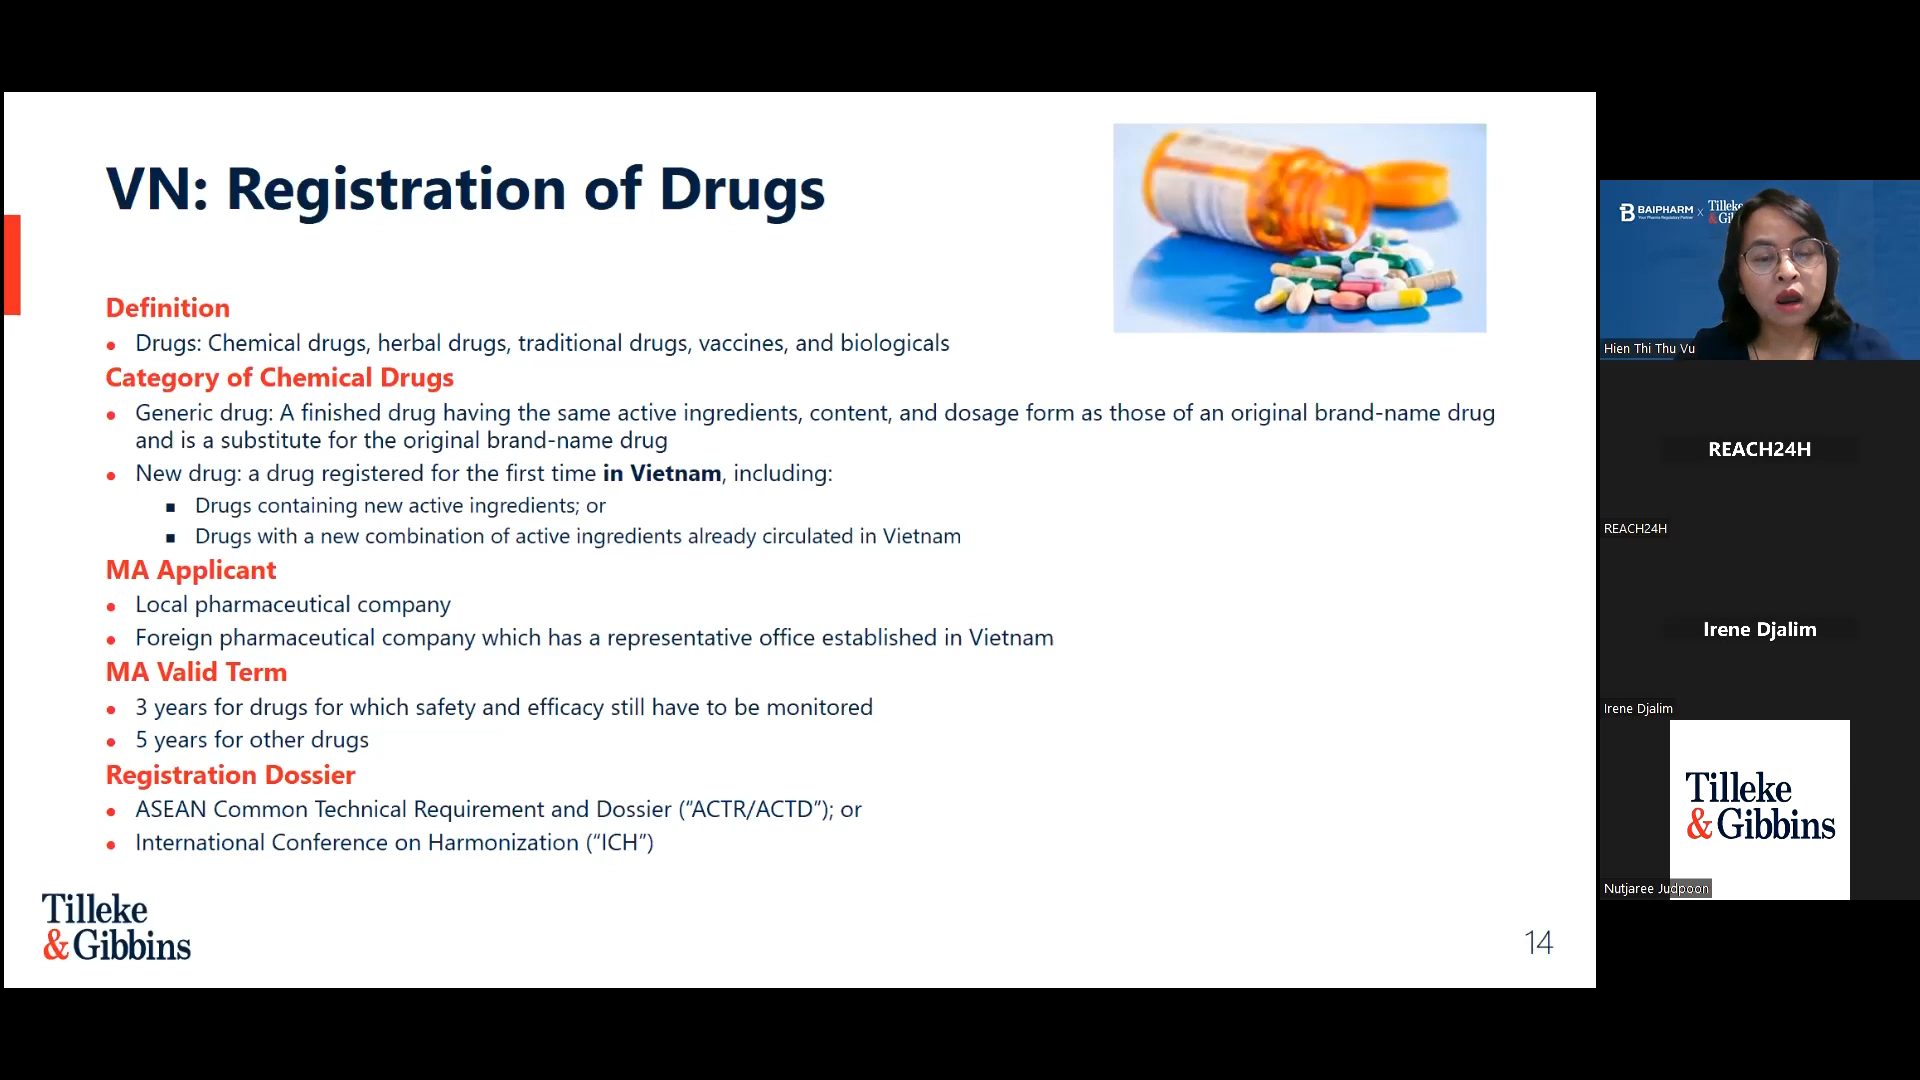 VN: Registration of Drugs
Definition
• Drugs: Chemical drugs, herbal drugs, traditional drugs, vaccines, and biologicals
Category of Chemical Drugs
• Generic drug: A finished drug having the same active ingredients, content, and dosage form as those of an original brand-name drug
and is a substitute for the original brand-name drug
• New drug: a drug registered for the first time in Vietnam, including:
▪ Drugs containing new active ingredients; or
▪ Drugs with a new combination of active ingredients already circulated in Vietnam
MA Applicant
• Local pharmaceutical company
• Foreign pharmaceutical company which has a representative office established in Vietnam
MA Valid Term
• 3 years for drugs for which safety and efficacy still have to be monitored
• 5 years for other drugs
Registration Dossier
• ASEAN Common Technical Requirement and Dossier (“ACTR/ACTD”); or
• International Conference on Harmonization (“ICH”)
Tilleke
& Gibbins
14
BAIPHARM x Tilleke
Your Pharma Regulatory Partner
& Gi
Hien Thi Thu Vu
REACH24H
REACH24H
Irene Djalim
Irene Djalim
Tilleke
& Gibbins
Nutjaree Judpoon